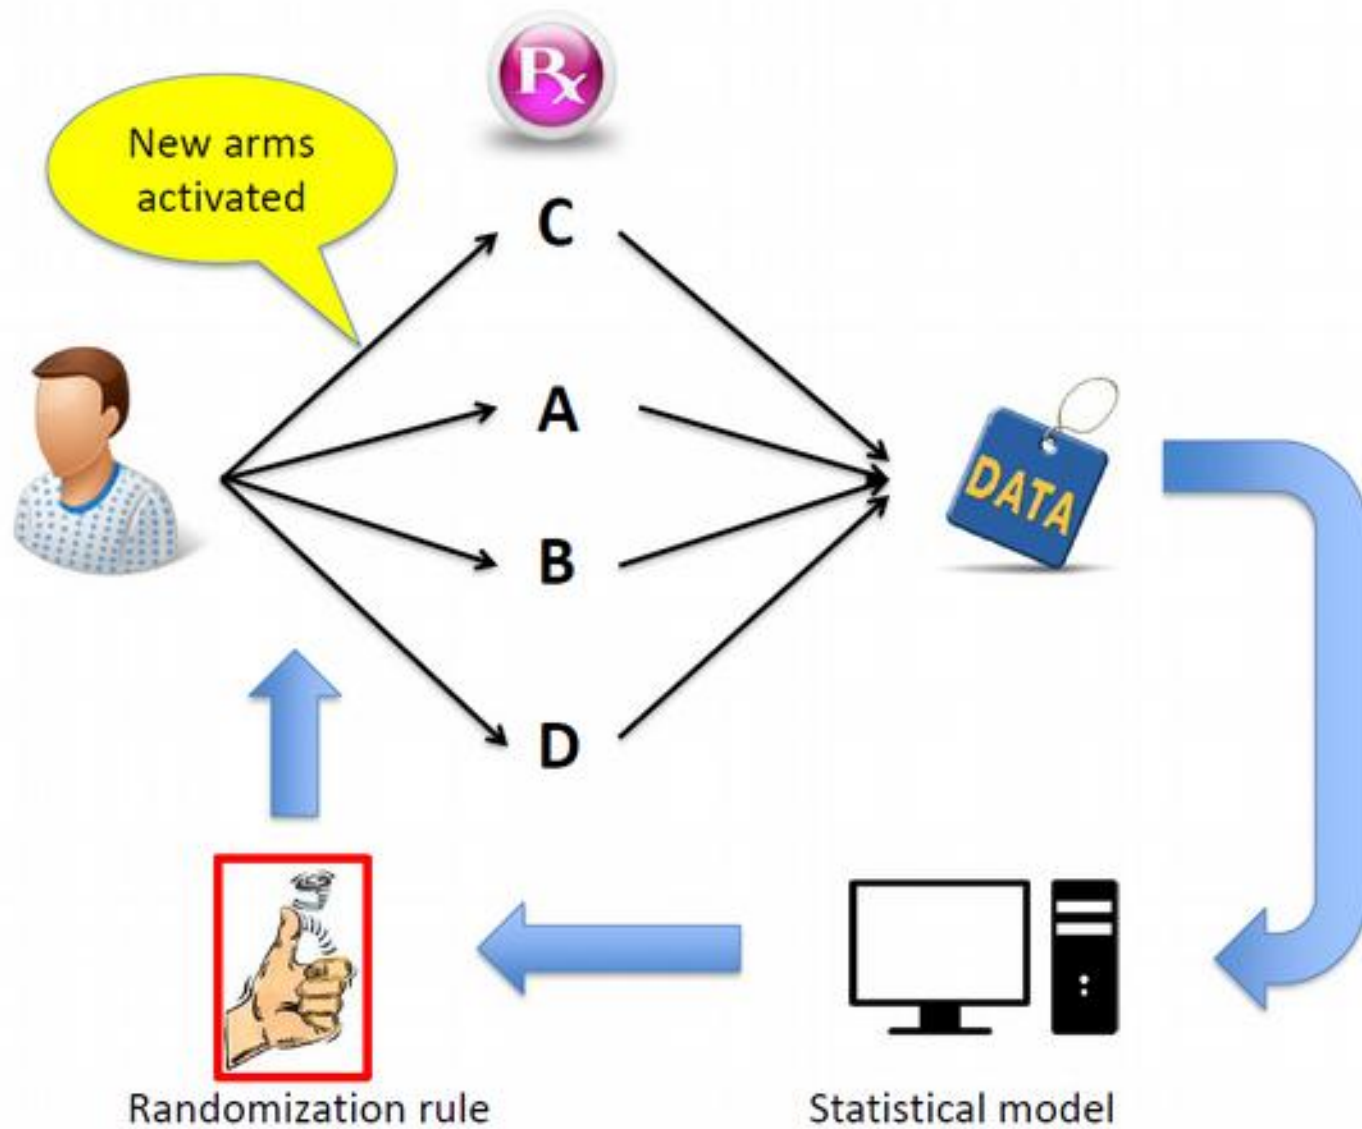 Rx
New arms
activated
C
A
B
D
DATA
Randomization rule
Statistical model